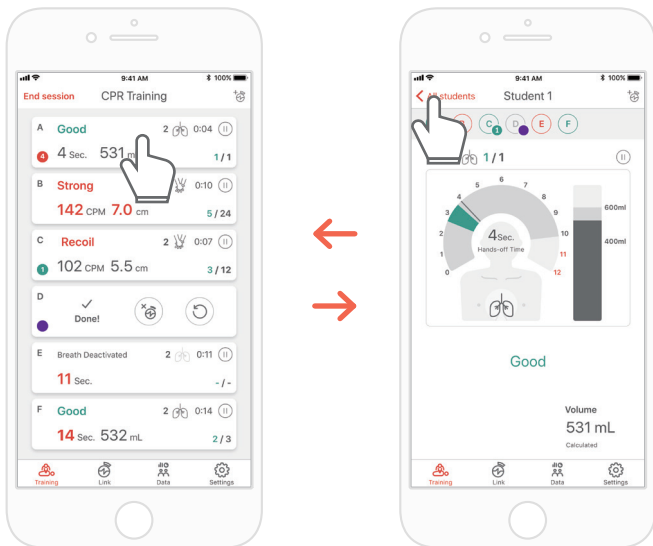 9:41 AM 100%
End session CPR Training
A Good 2 0:04
4 4 Sec. 531 m 1 / 1
B Strong 2 0:10
142 CPM 7.0 cm 5 / 24
C Recoil 2 0:07
1 102 CPM 5.5 cm 3 / 12
D Done!
E Breath Deactivated 2 0:11
11 Sec. - / -
F Good 2 0:14
14 Sec. 532 mL 2 / 3
Training Link Data Settings
9:41 AM 100%
All students Student 1
C D E F
1
1 / 1
0 1 2 3 4 5 6 7 8 9 10 11 12
4 Sec.
Hands-off Time
600ml
400ml
Good
Volume
531 mL
Calculated
Training Link Data Settings